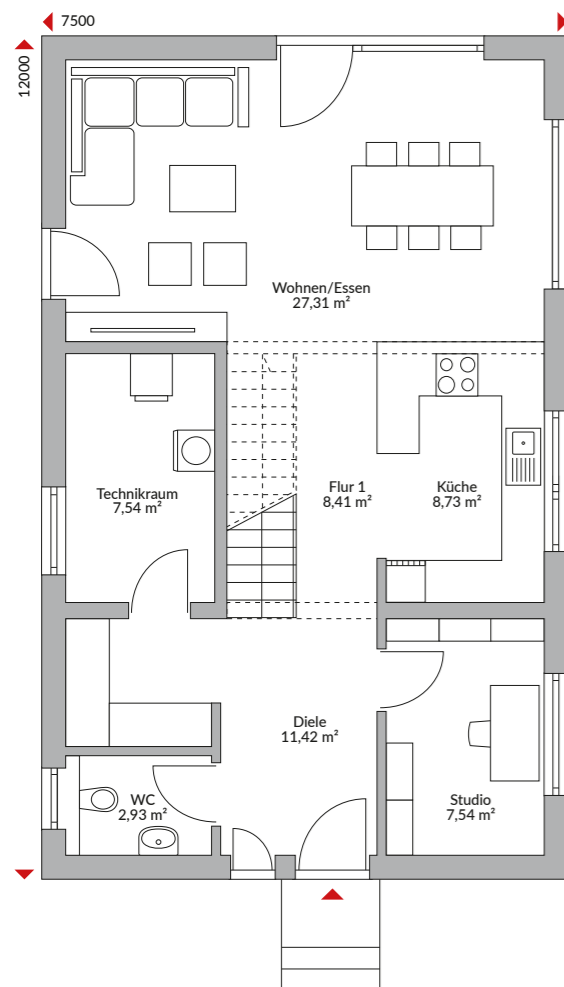 7500
12000
Wohnen/Essen
27,31 m²
Technikraum
7,54 m²
Flur 1
8,41 m²
Küche
8,73 m²
Diele
11,42 m²
WC
2,93 m²
Studio
7,54 m²